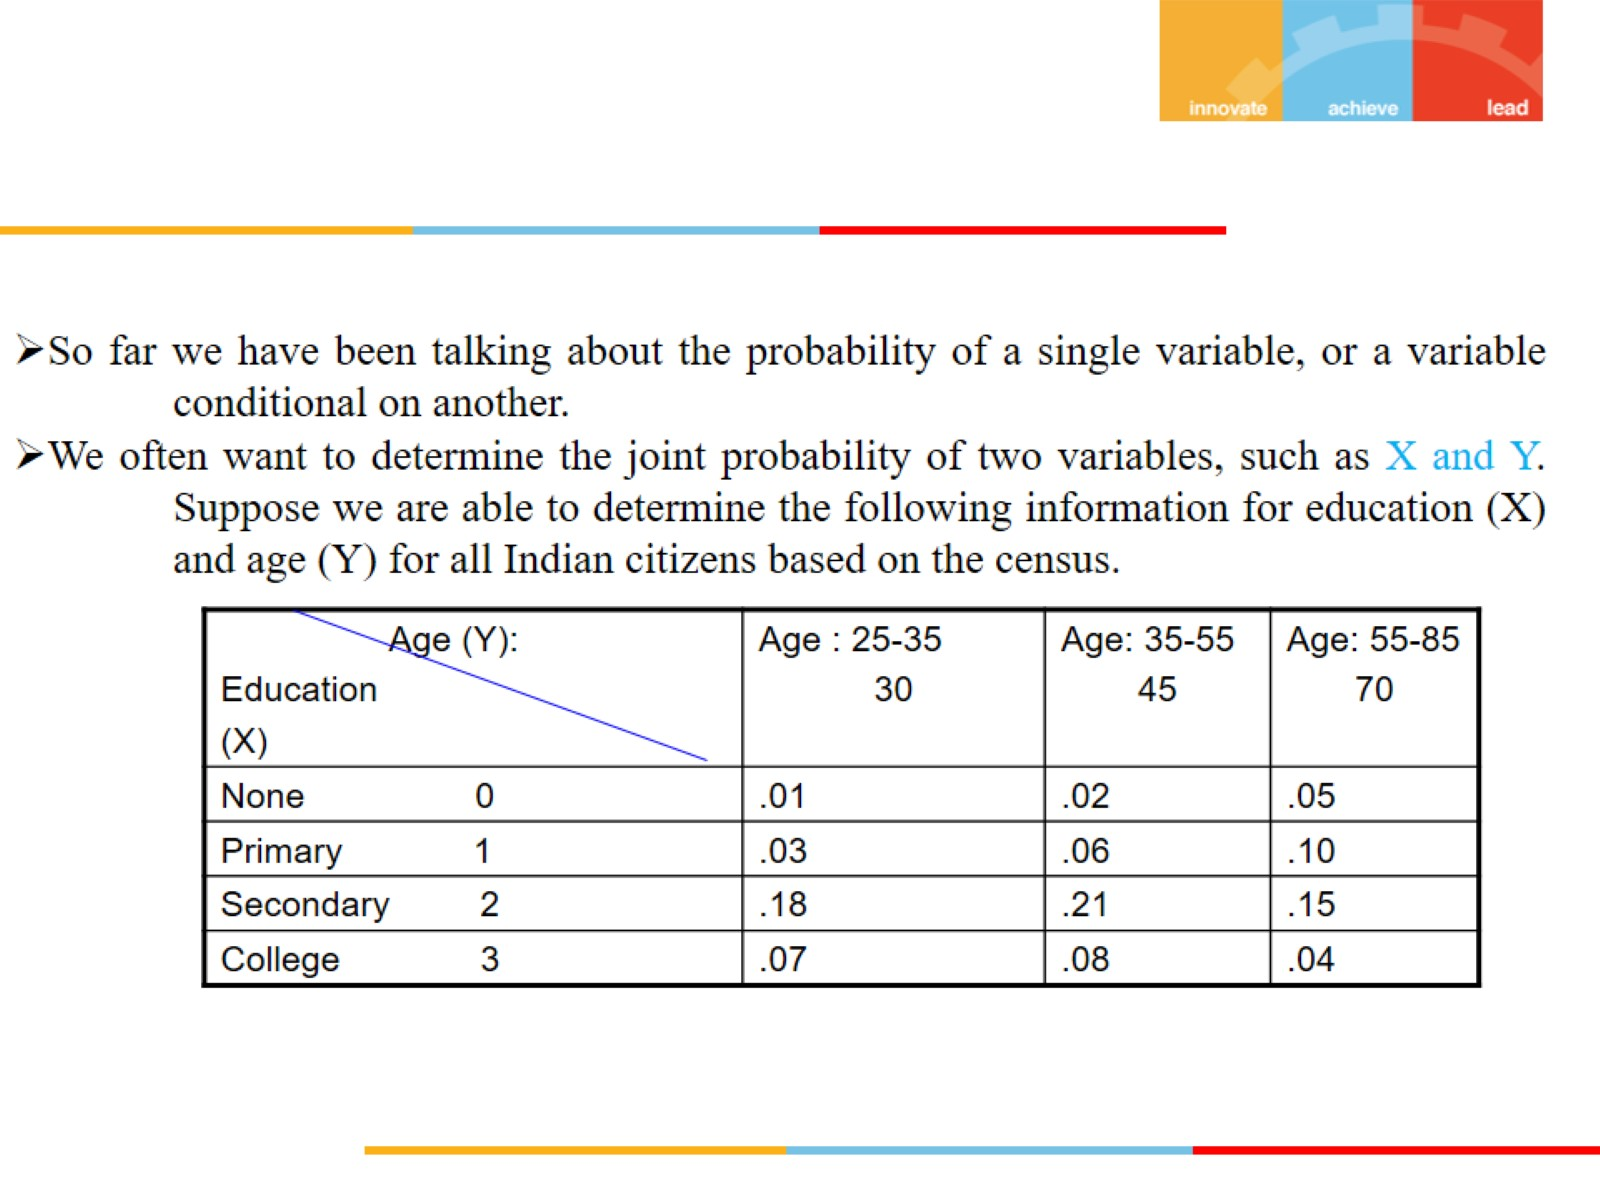 innovate achieve lead
➢So far we have been talking about the probability of a single variable, or a variable
conditional on another.
➢We often want to determine the joint probability of two variables, such as X and Y.
Suppose we are able to determine the following information for education (X)
and age (Y) for all Indian citizens based on the census.
Age (Y): Age : 25-35 Age: 35-55 Age: 55-85
Education 30 45 70
(X)
None 0 .01 .02 .05
Primary 1 .03 .06 .10
Secondary 2 .18 .21 .15
College 3 .07 .08 .04